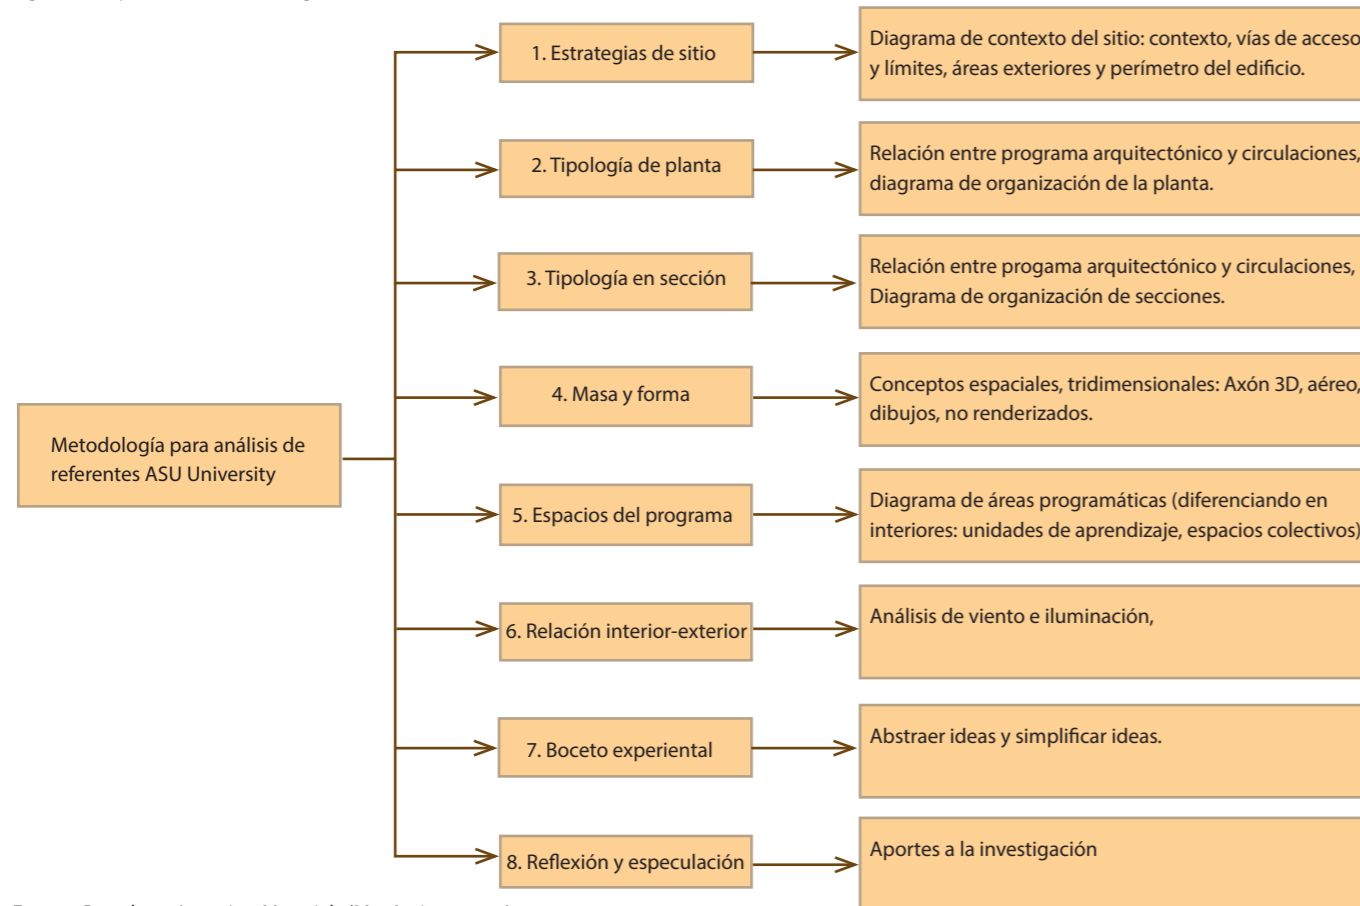 1. Estrategias de sitio
Diagrama de contexto del sitio: contexto, vías de acceso
y límites, áreas exteriores y perímetro del edificio.
2. Tipología de planta
Relación entre programa arquitectónico y circulaciones,
diagrama de organización de la planta.
3. Tipología en sección
Relación entre progama arquitectónico y circulaciones,
Diagrama de organización de secciones.
4. Masa y forma
Conceptos espaciales, tridimensionales: Axón 3D, aéreo,
dibujos, no renderizados.
Metodología para análisis de
referentes ASU University
5. Espacios del programa
Diagrama de áreas programáticas (diferenciando en
interiores: unidades de aprendizaje, espacios colectivos)
6. Relación interior-exterior
Análisis de viento e iluminación,
7. Boceto experiental
Abstraer ideas y simplificar ideas.
8. Reflexión y especulación
Aportes a la investigación